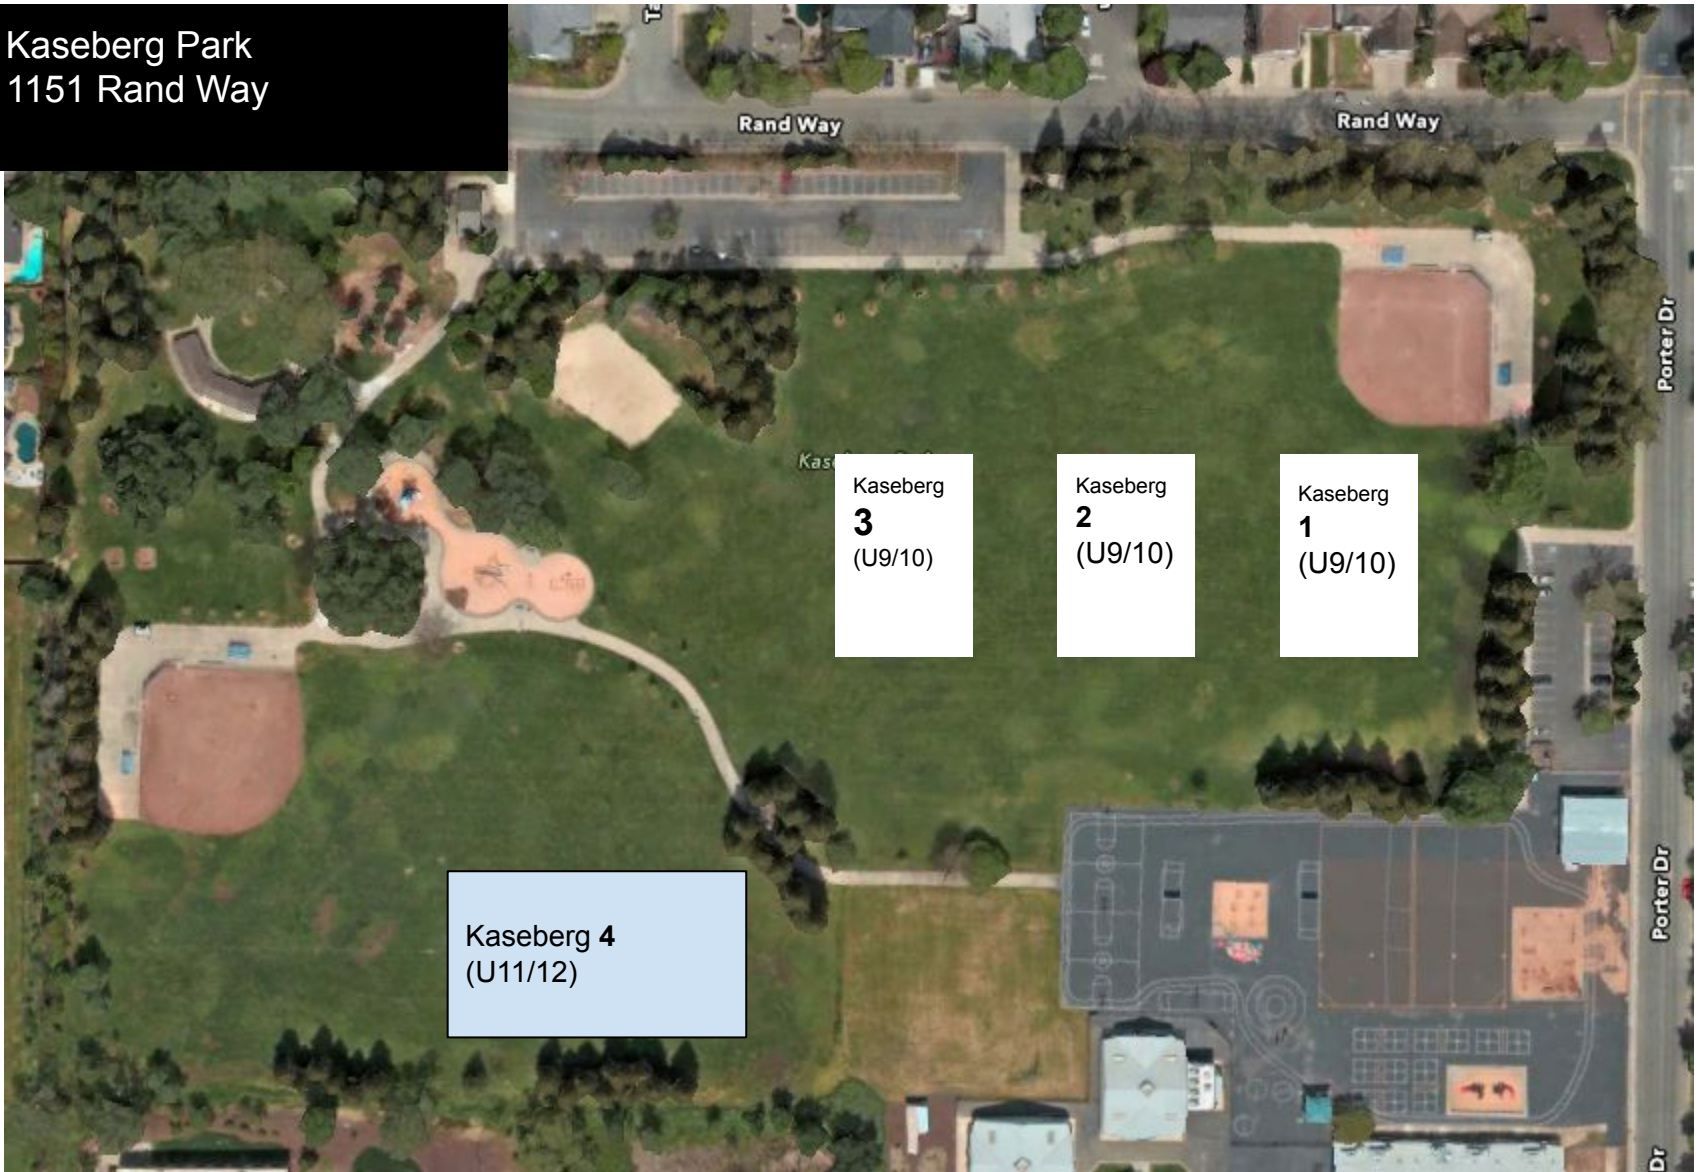 Kaseberg Park
1151 Rand Way
Rand Way
Rand Way
Porter Dr
Kaseberg
3
(U9/10)
Kaseberg
2
(U9/10)
Kaseberg
1
(U9/10)
Kaseberg 4
(U11/12)
Porter Dr
Dr